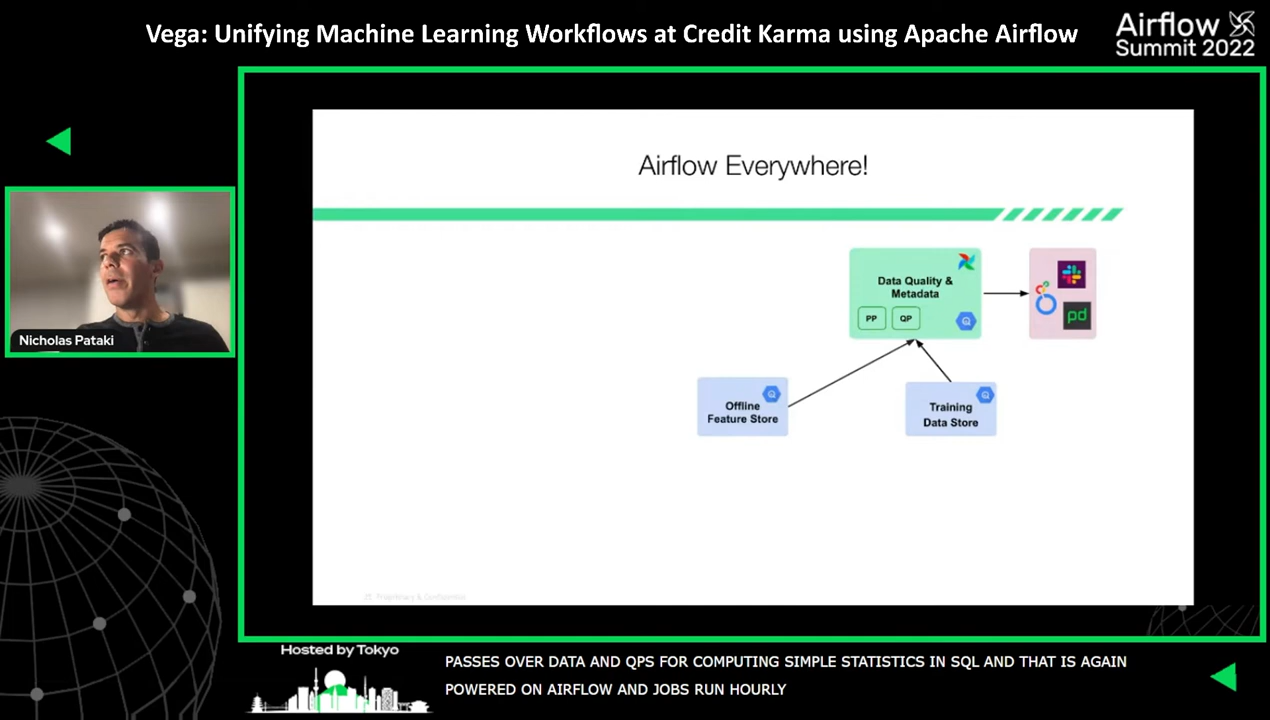 Vega: Unifying Machine Learning Workflows at Credit Karma using Apache Airflow
Airflow
Summit 2022
Airflow Everywhere!
Data Quality &
Metadata
PP
QP
pd
Offline
Feature Store
Training
Data Store
Nicholas Pataki
Proprietary & Confidential
Hosted by Tokyo
PASSES OVER DATA AND QPS FOR COMPUTING SIMPLE STATISTICS IN SQL AND THAT IS AGAIN
POWERED ON AIRFLOW AND JOBS RUN HOURLY